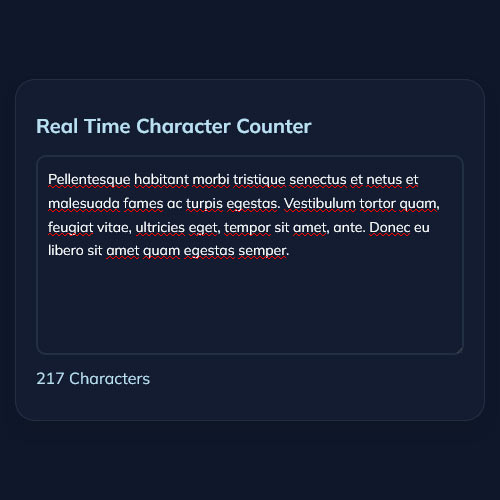 Real Time Character Counter
Pellentesque habitant morbi tristique senectus et netus et
malesuada fames ac turpis egestas. Vestibulum tortor quam,
feugiat vitae, ultricies eget, tempor sit amet, ante. Donec eu
libero sit amet quam egestas semper.
217 Characters